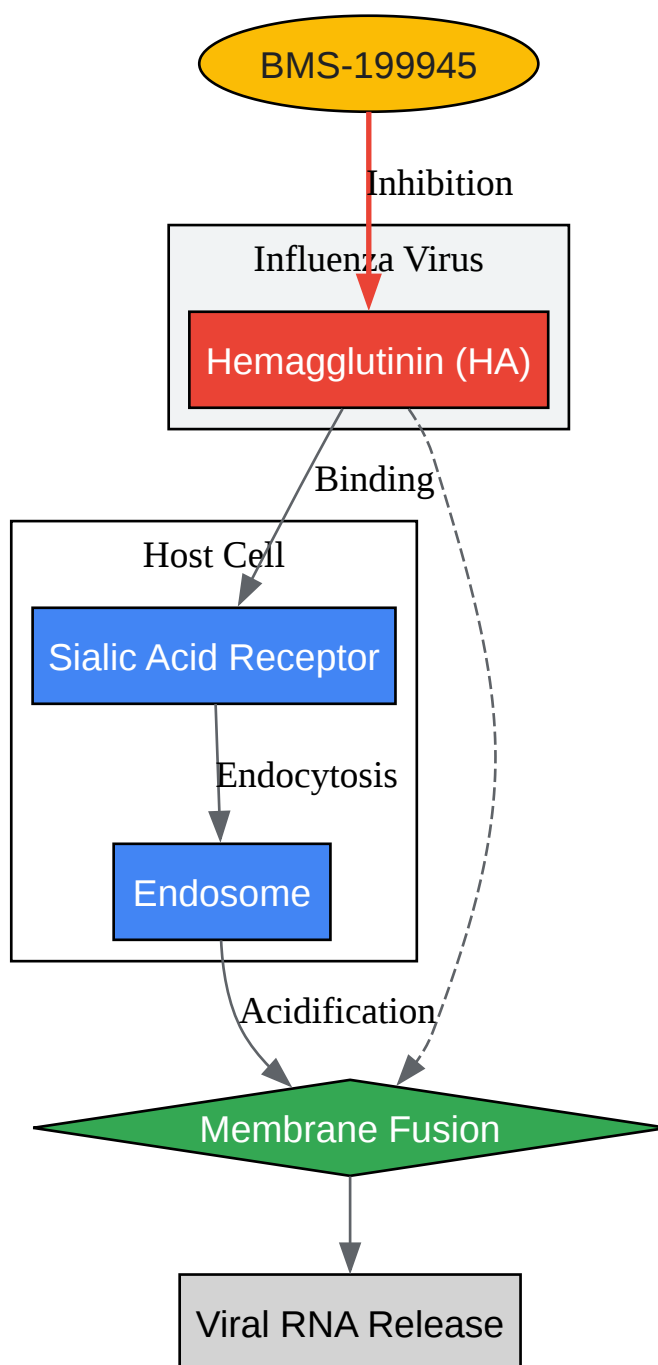 BMS-199945
Inhibition
Influenza Virus
Hemagglutinin (HA)
Binding
Host Cell
Sialic Acid Receptor
Endocytosis
Endosome
Acidification
Membrane Fusion
Viral RNA Release